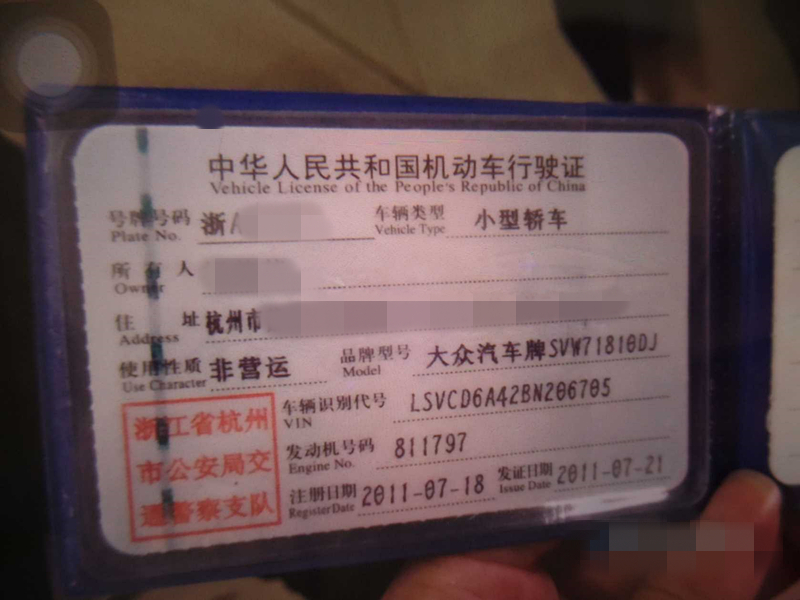 中华人民共和国机动车行驶证
Vehicle License of the People's Republic of China
号牌号码 浙A 车辆类型 小型轿车
Plate No. Vehicle Type
所有人
Owner
住址 杭州市
Address
使用性质 非营运 品牌型号 大众汽车牌SVW71810DJ
Use Character Model
车辆识别代号 LSVCD6A42BN206705
VIN
发动机号码 811797
Engine No.
注册日期 2011-07-18 发证日期 2011-07-21
Register Date Issue Date
浙江省杭州
市公安局交
通警察支队